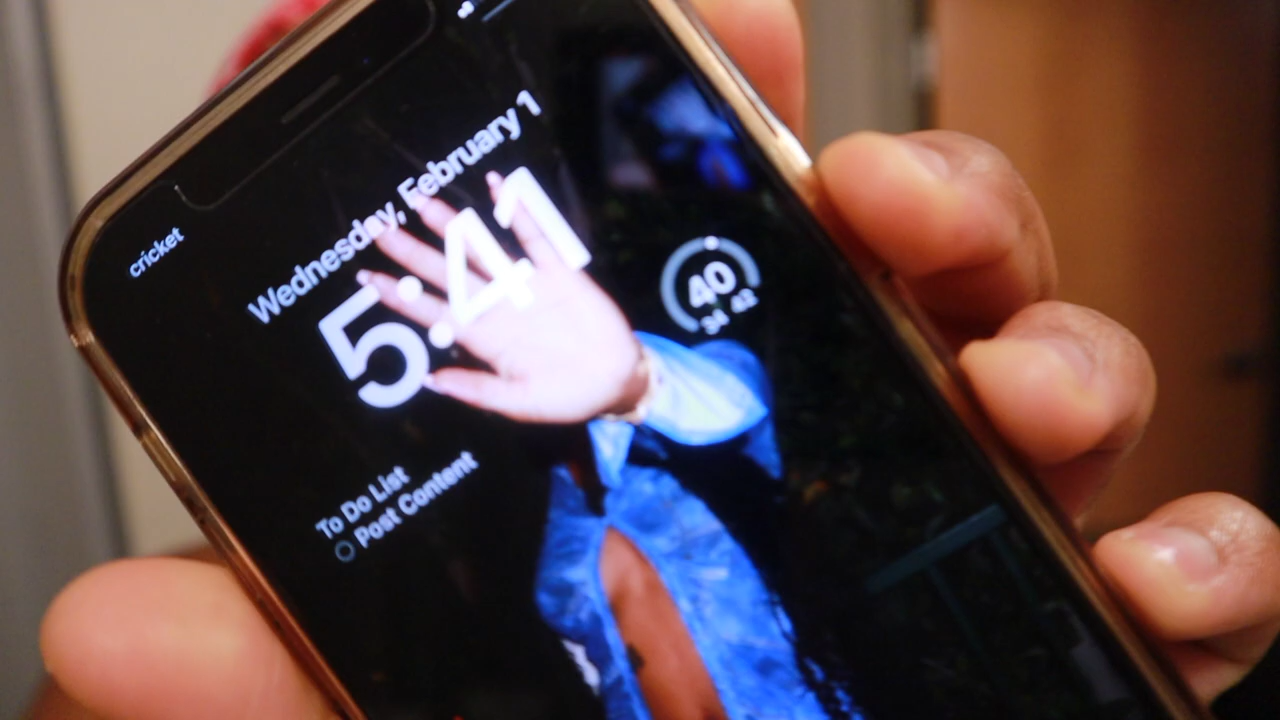 cricket
Wednesday, February 1
5:41
40
34 42
To Do List
Post Content